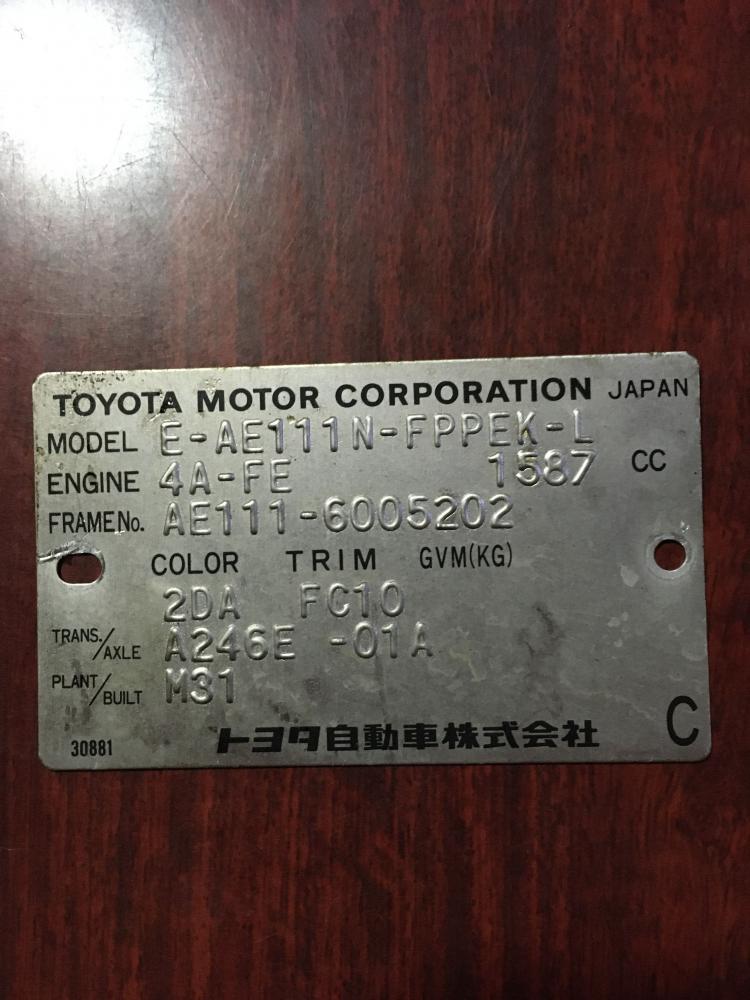 TOYOTA MOTOR CORPORATION JAPAN
MODEL E-AE111N-FPPEK-L
ENGINE 4A-FE 1587 CC
FRAME No. AE111-6005202
COLOR TRIM GVM(KG)
2DA FC10
TRANS./AXLE A246E -01A
PLANT/BUILT M31
30881 トヨタ自動車株式会社 C